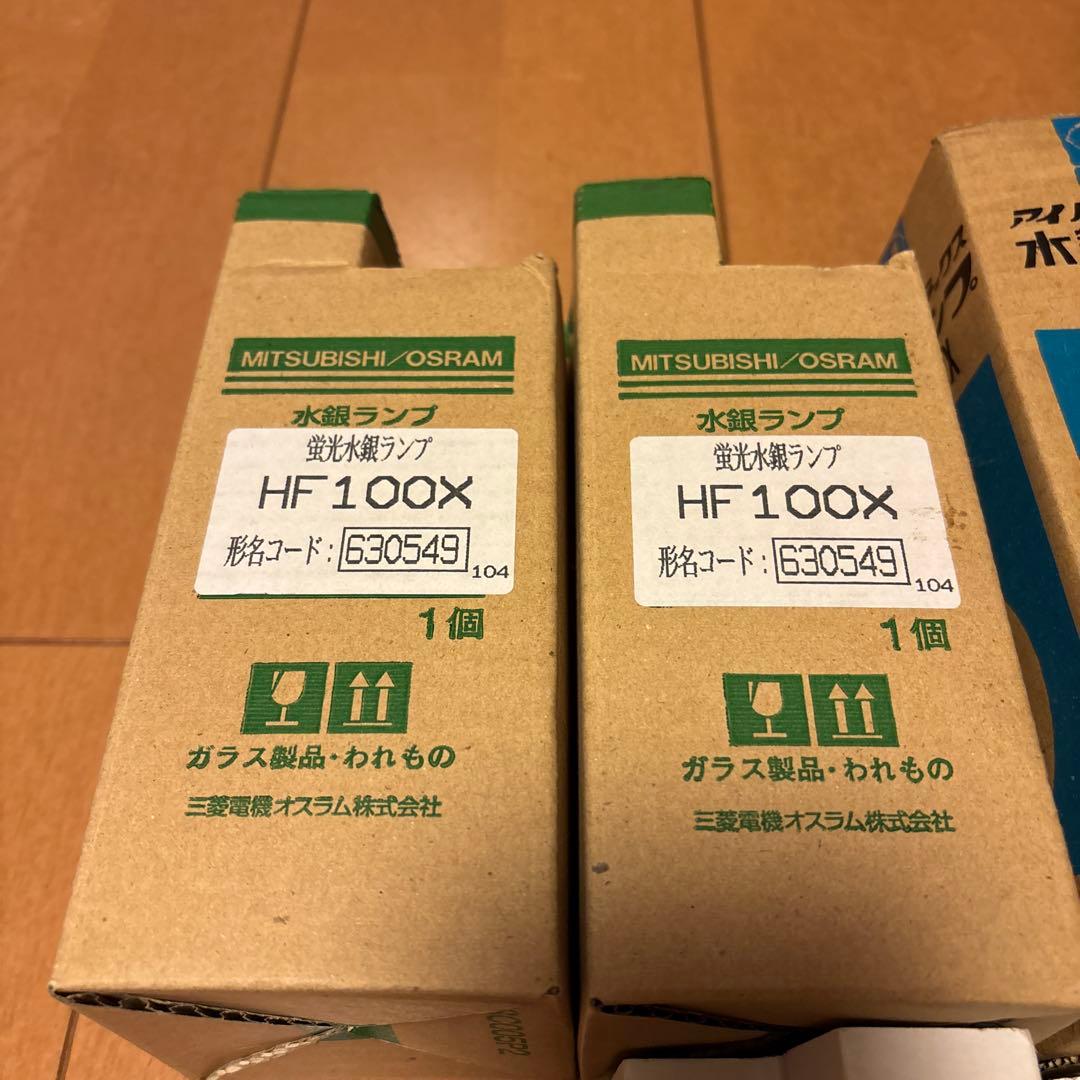 MITSUBISHI/OSRAM
水銀ランプ
蛍光水銀ランプ
HF100X
形名コード:630549
104
1個
ガラス製品・われもの
三菱電機オスラム株式会社
MITSUBISHI/OSRAM
水銀ランプ
蛍光水銀ランプ
HF100X
形名コード:630549
104
1個
ガラス製品・われもの
三菱電機オスラム株式会社
アイ
水